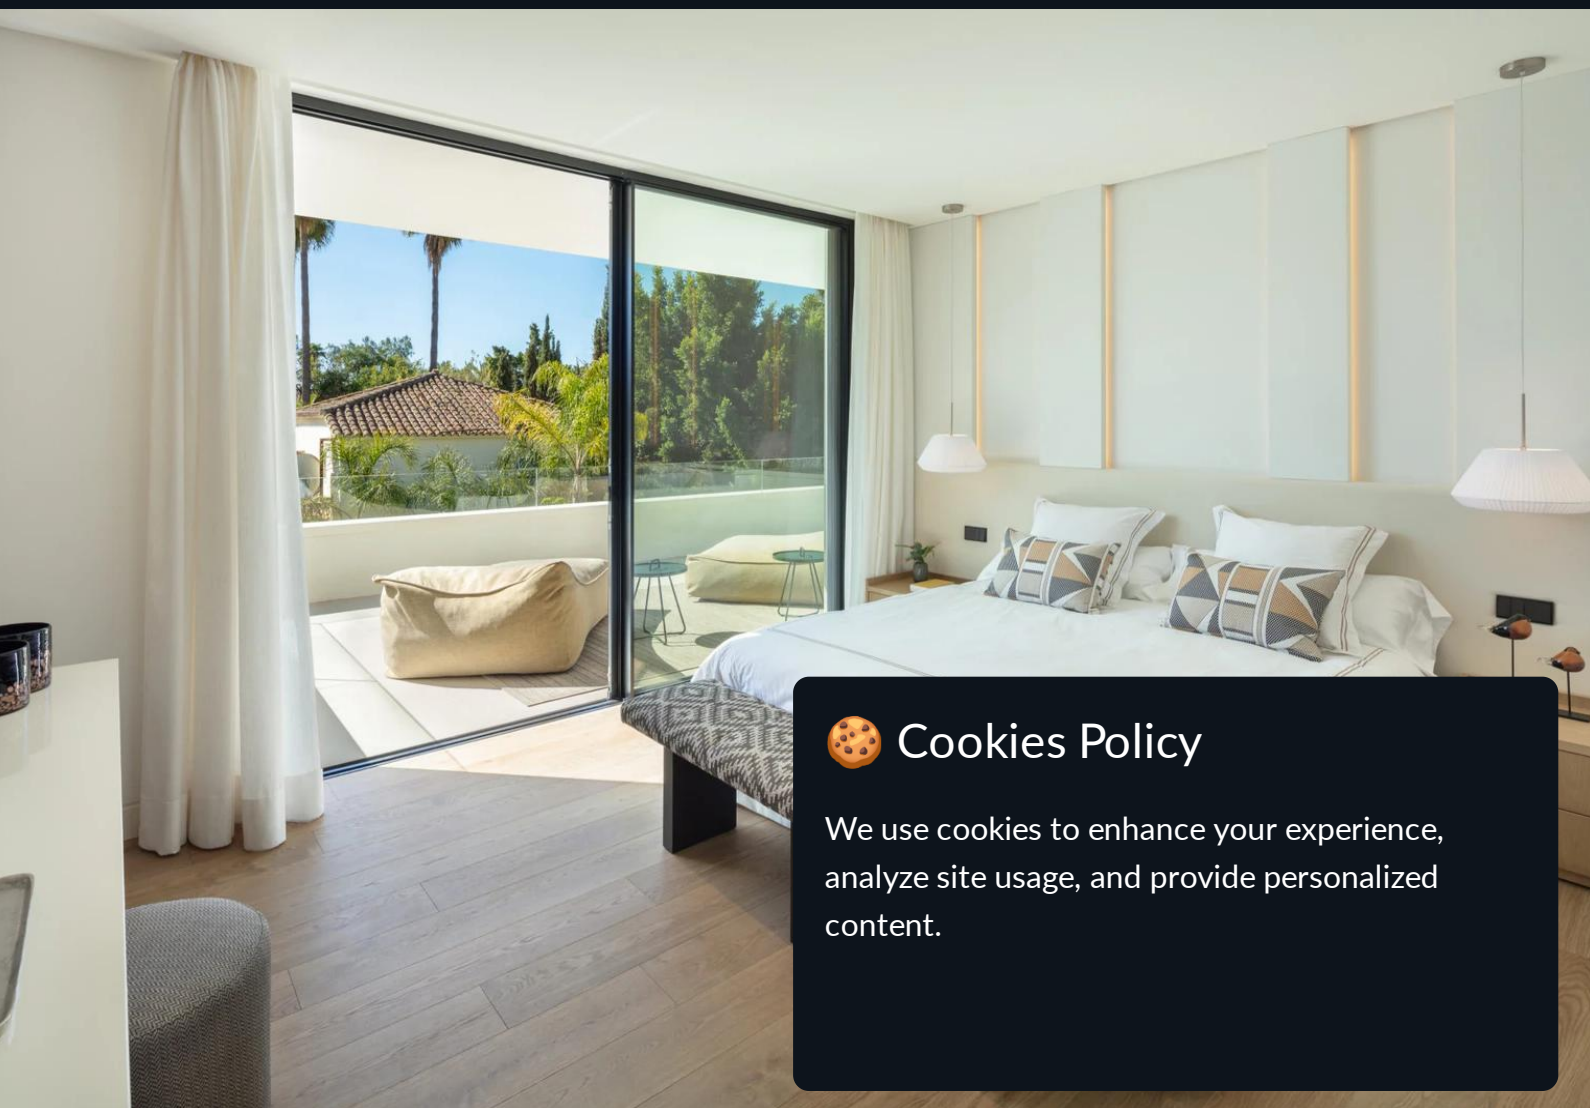 🍪 Cookies Policy
We use cookies to enhance your experience,
analyze site usage, and provide personalized
content.